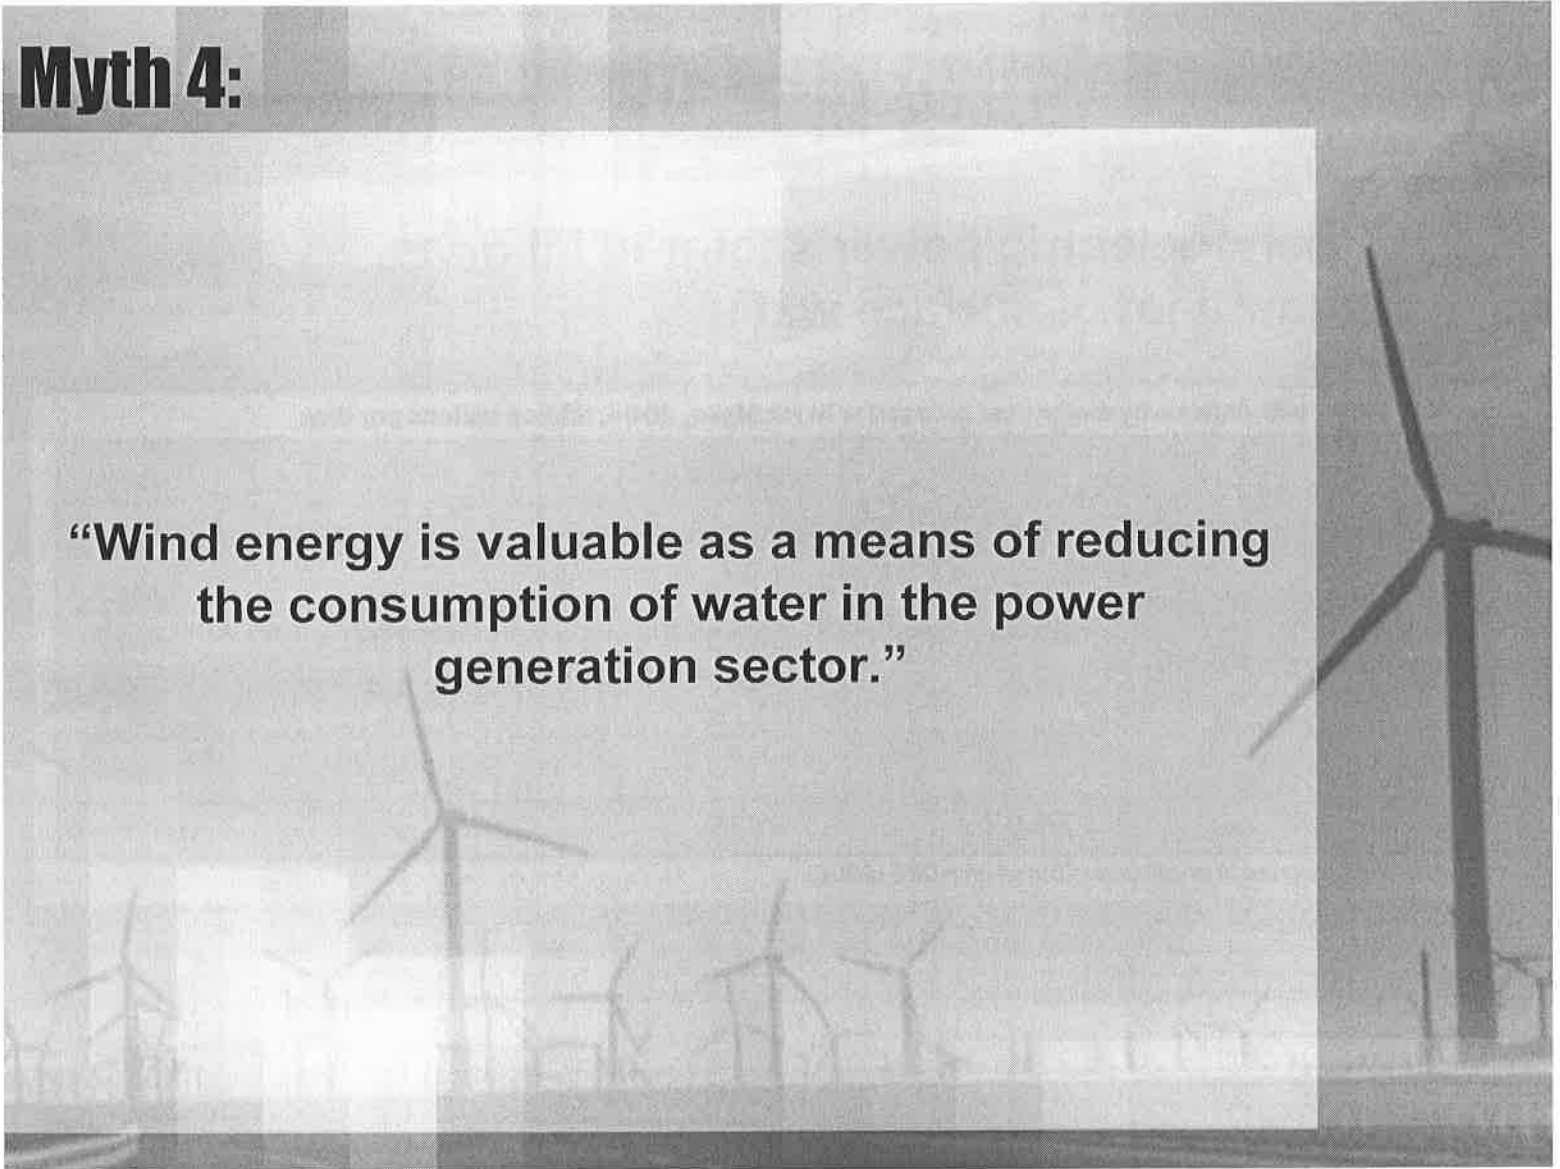 Myth 4:
“Wind energy is valuable as a means of reducing
the consumption of water in the power
generation sector.”